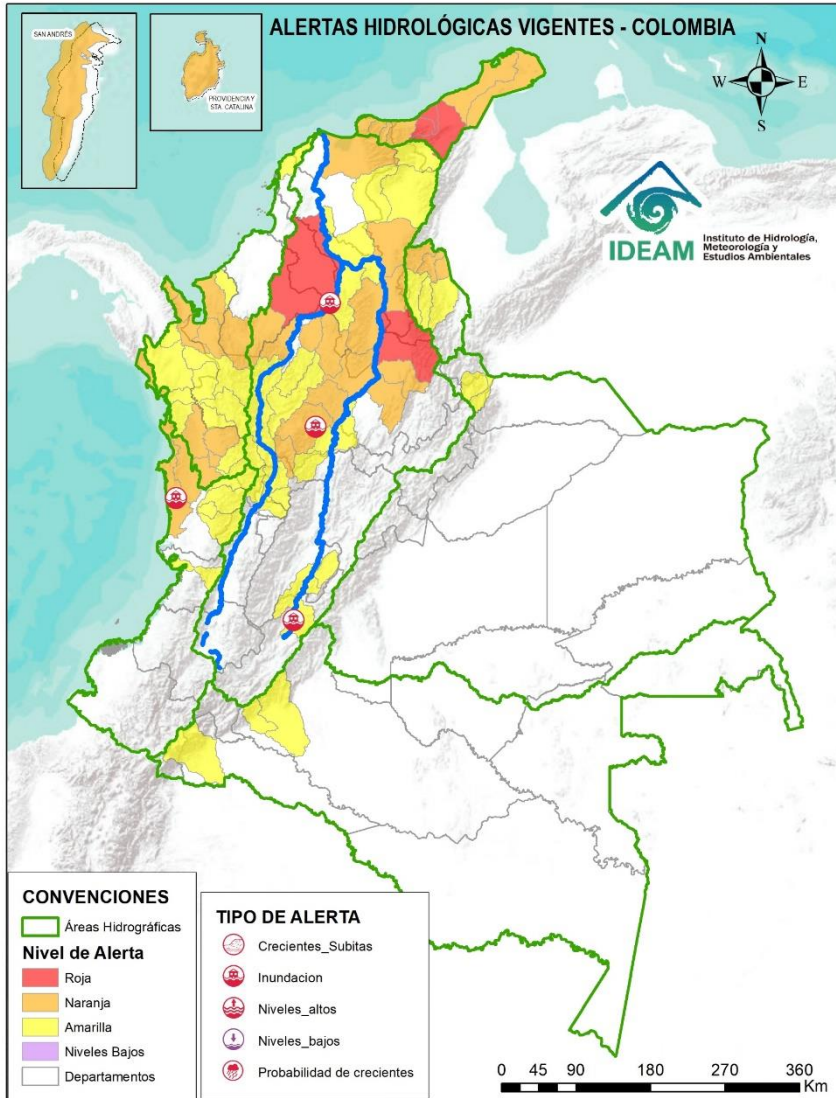 ALERTAS HIDROLÓGICAS VIGENTES - COLOMBIA
SAN ANDRÉS
PROVIDENCIA Y
STA. CATALINA
N
W
E
S
IDEAM
Instituto de Hidrología,
Meteorología y
Estudios Ambientales
CONVENCIONES
Áreas Hidrográficas
Nivel de Alerta
Roja
Naranja
Amarilla
Niveles Bajos
Departamentos
TIPO DE ALERTA
Crecientes_Subitas
Inundacion
Niveles_altos
Niveles_bajos
Probabilidad de crecientes
0 45 90 180 270 360
Km